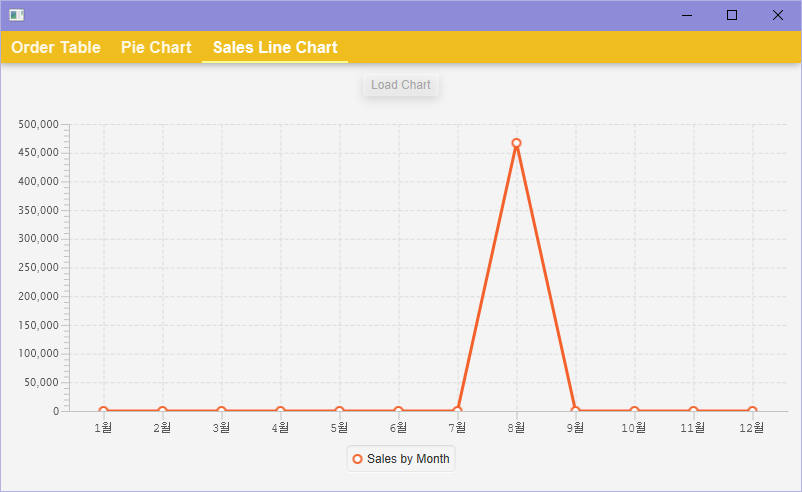 Order Table Pie Chart Sales Line Chart
Load Chart
500,000
450,000
400,000
350,000
300,000
250,000
200,000
150,000
100,000
50,000
0
1월 2월 3월 4월 5월 6월 7월 8월 9월 10월 11월 12월
Sales by Month